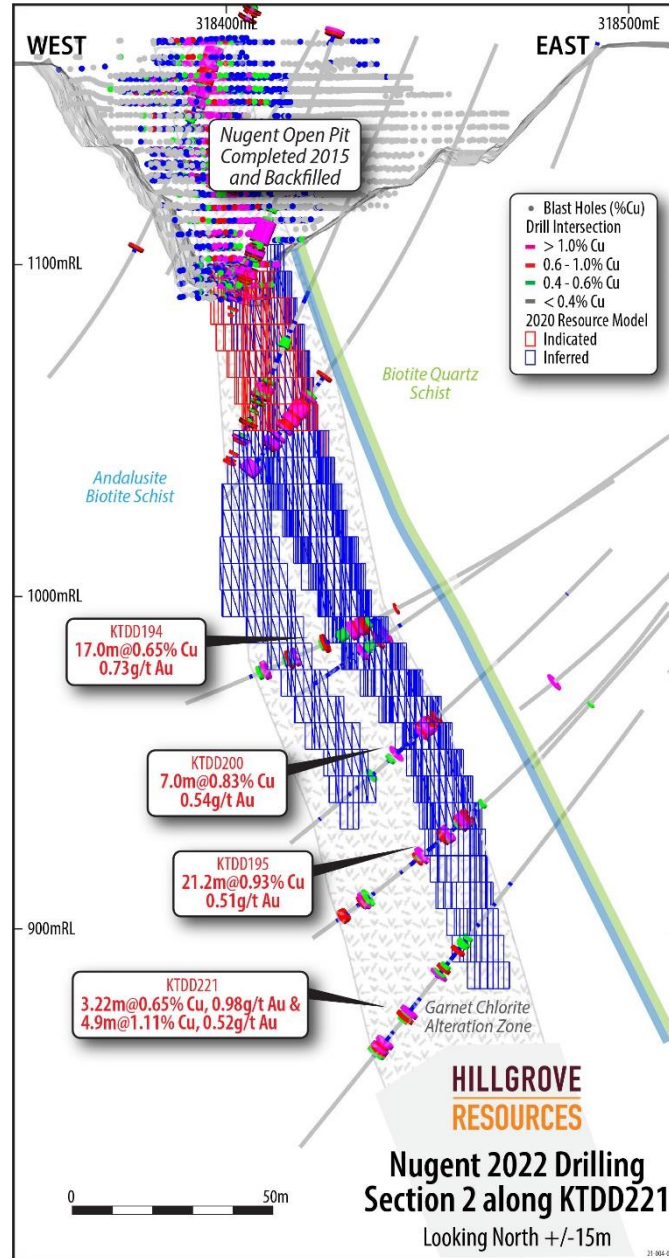 318400mE
318500mE
WEST
EAST
Nugent Open Pit
Completed 2015
and Backfilled
Blast Holes (%Cu)
Drill Intersection
> 1.0% Cu
0.6 - 1.0% Cu
0.4 - 0.6% Cu
< 0.4% Cu
2020 Resource Model
Indicated
Inferred
1100mRL
Biotite Quartz
Schist
Andalusite
Biotite Schist
1000mRL
KTDD194
17.0m@0.65% Cu
0.73g/t Au
KTDD200
7.0m@0.83% Cu
0.54g/t Au
KTDD195
21.2m@0.93% Cu
0.51g/t Au
900mRL
KTDD221
3.22m@0.65% Cu, 0.98g/t Au &
4.9m@1.11% Cu, 0.52g/t Au
Garnet Chlorite
Alteration Zone
HILLGROVE
RESOURCES
Nugent 2022 Drilling
Section 2 along KTDD221
Looking North +/-15m
0 50m